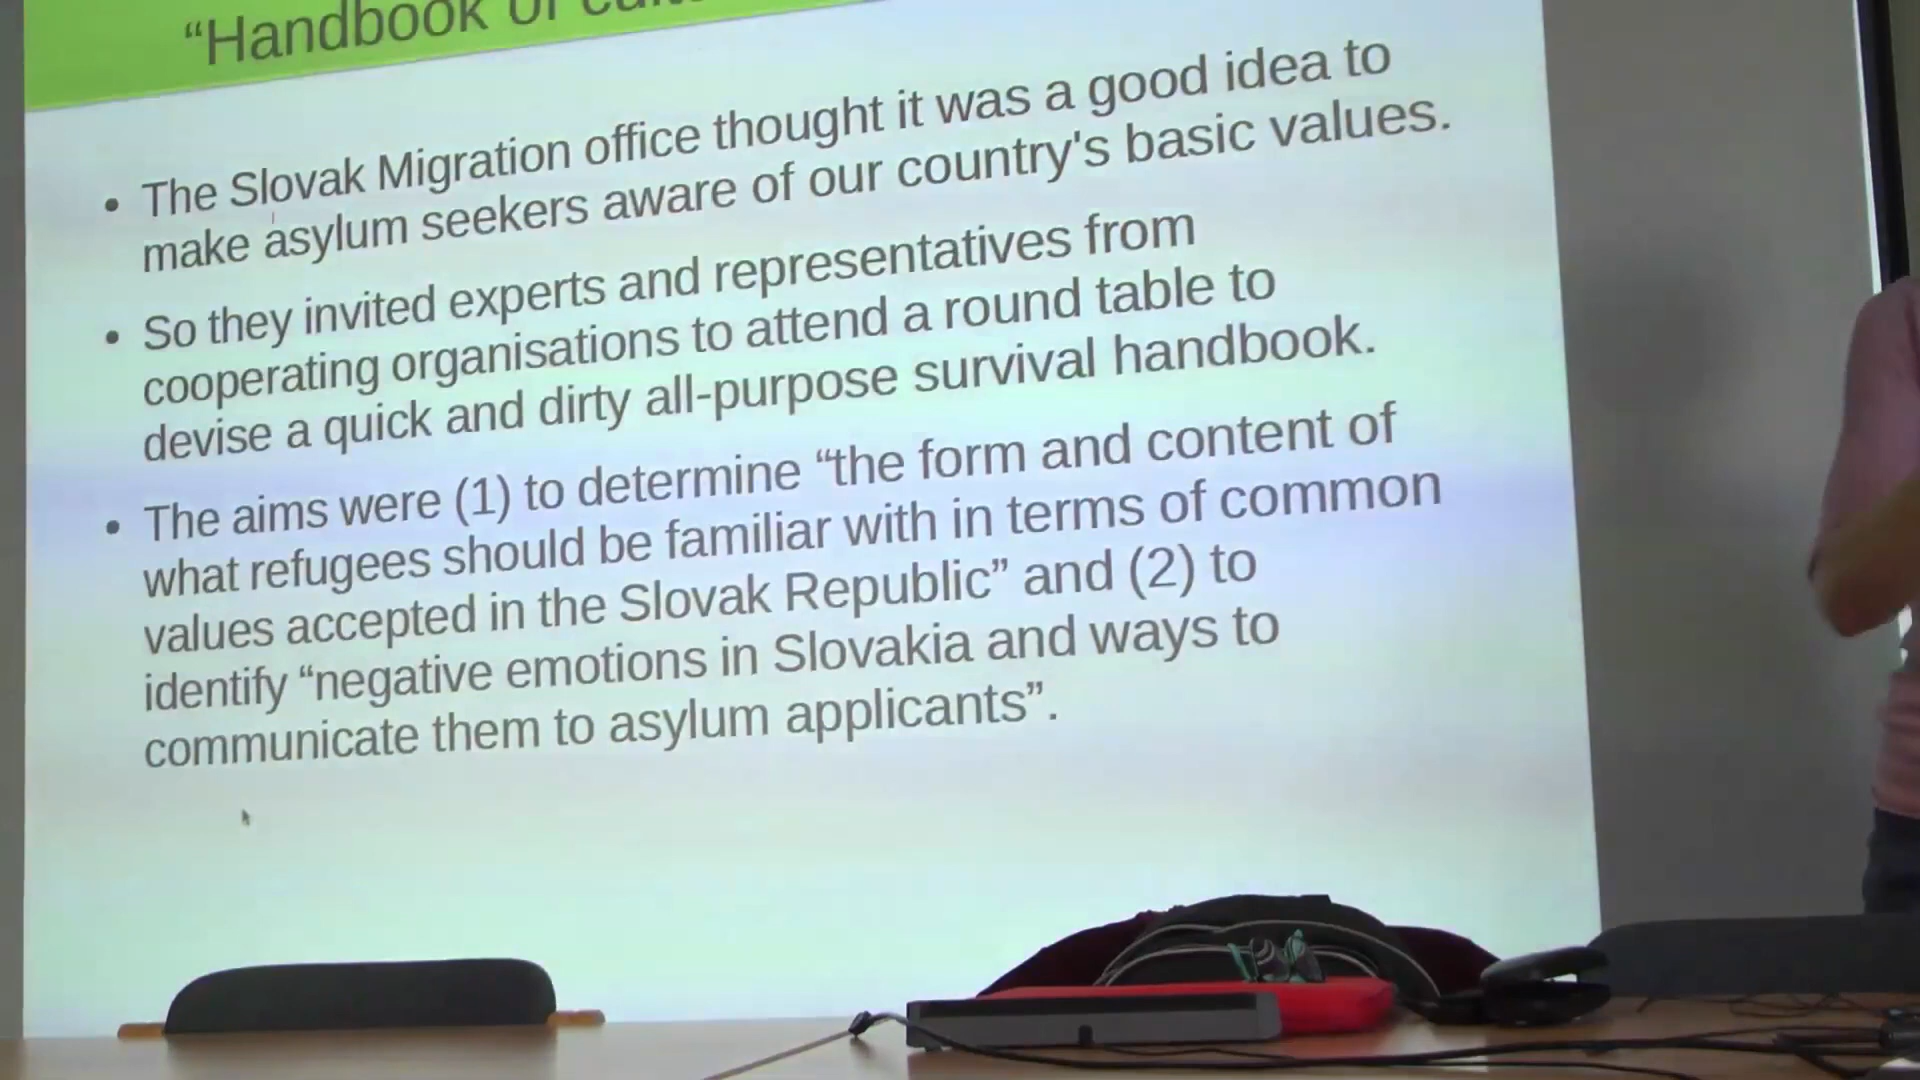 “Handbook of
• The Slovak Migration office thought it was a good idea to
make asylum seekers aware of our country's basic values.
• So they invited experts and representatives from
cooperating organisations to attend a round table to
devise a quick and dirty all-purpose survival handbook.
• The aims were (1) to determine “the form and content of
what refugees should be familiar with in terms of common
values accepted in the Slovak Republic” and (2) to
identify “negative emotions in Slovakia and ways to
communicate them to asylum applicants”.